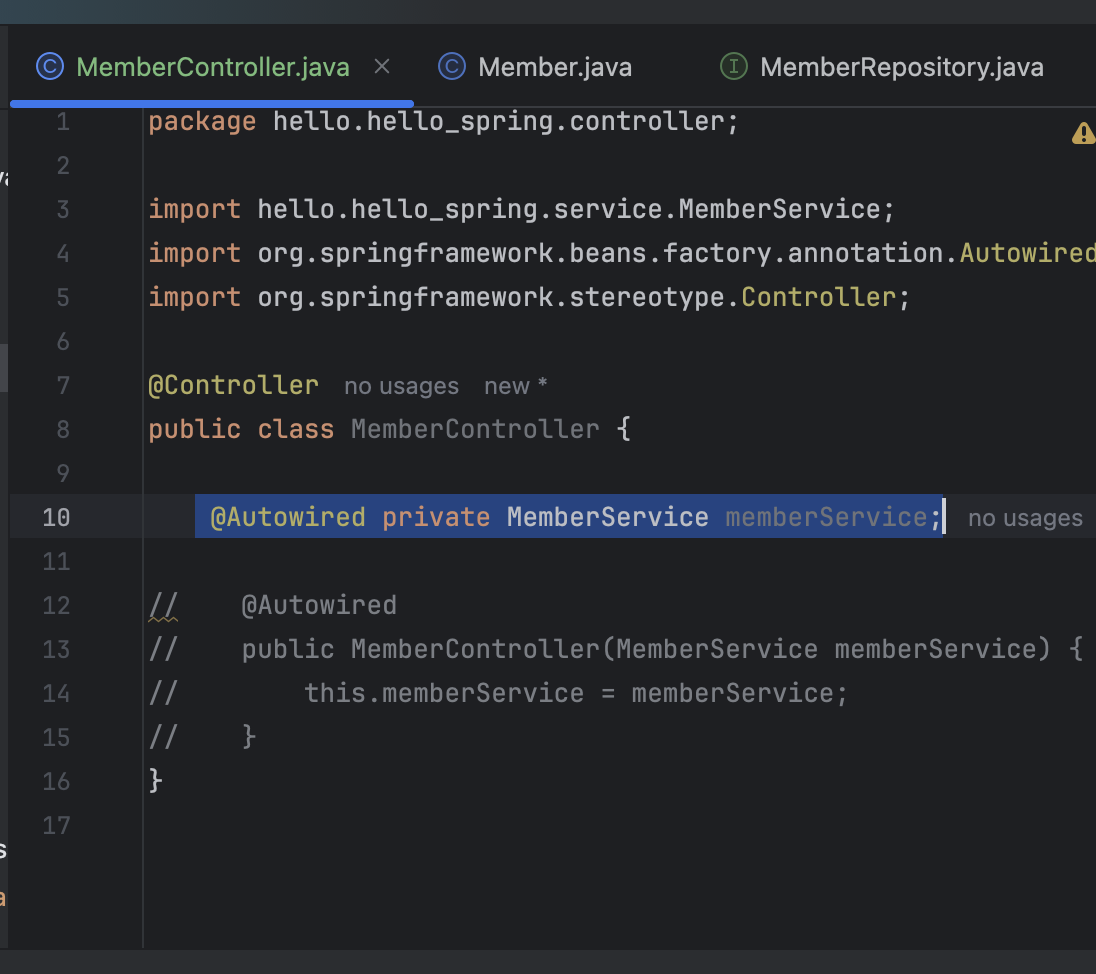 MemberController.java Member.java MemberRepository.java
1 package hello.hello_spring.controller;
2
3 import hello.hello_spring.service.MemberService;
4 import org.springframework.beans.factory.annotation.Autowired
5 import org.springframework.stereotype.Controller;
6
7 @Controller no usages new *
8 public class MemberController {
9
10 @Autowired private MemberService memberService; no usages
11
12 // @Autowired
13 // public MemberController(MemberService memberService) {
14 // this.memberService = memberService;
15 // }
16 }
17